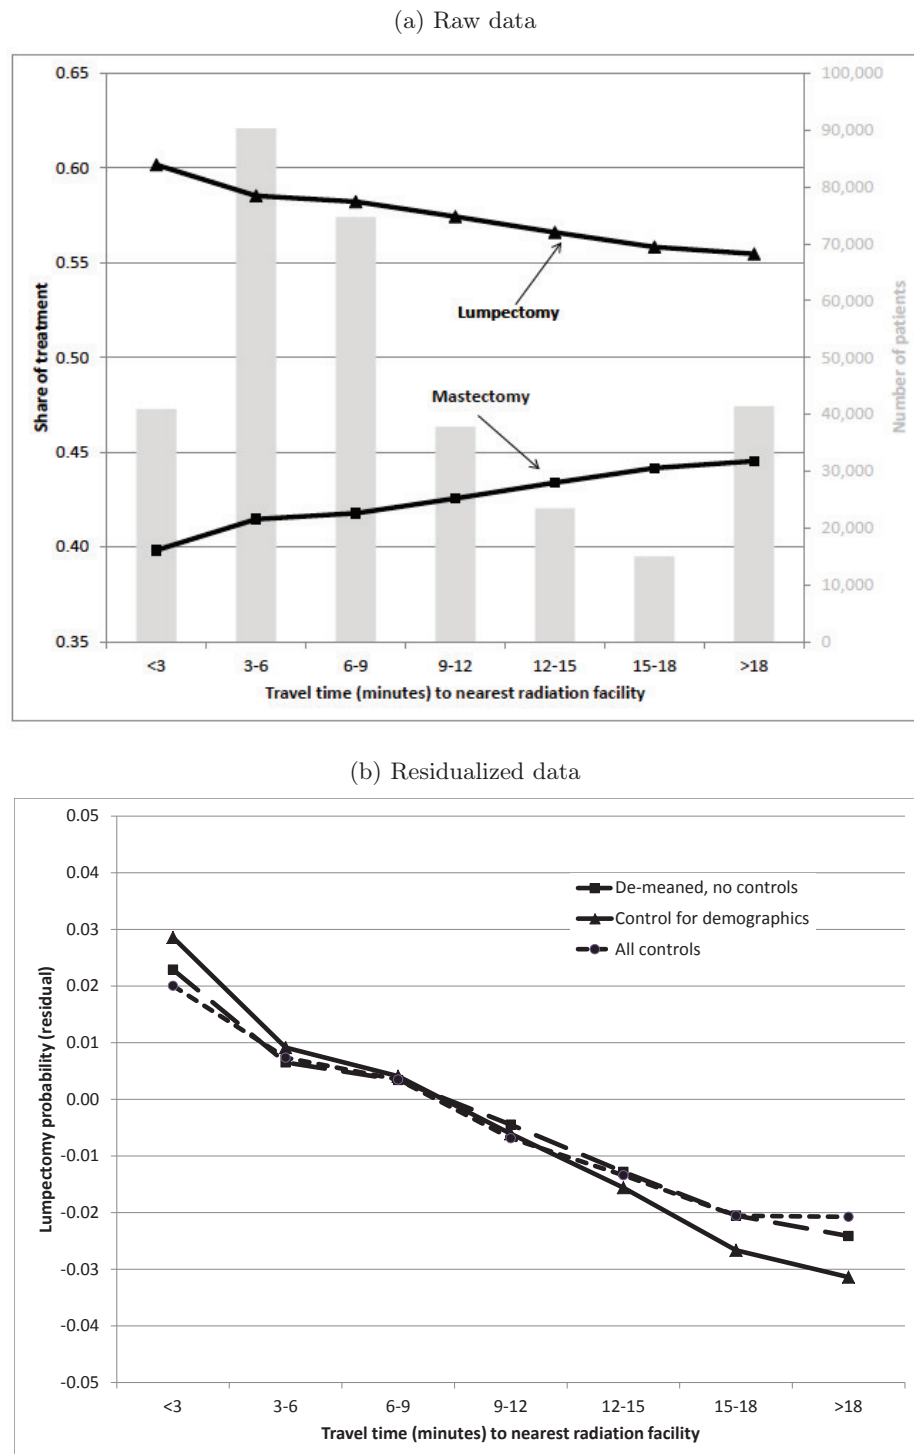 (a) Raw data
0.65
0.60
0.55
0.50
0.45
0.40
0.35
Share of treatment
100,000
90,000
80,000
70,000
60,000
50,000
40,000
30,000
20,000
10,000
0
Number of patients
Lumpectomy
Mastectomy
<3 3-6 6-9 9-12 12-15 15-18 >18
Travel time (minutes) to nearest radiation facility
(b) Residualized data
0.05
0.04
0.03
0.02
0.01
0.00
-0.01
-0.02
-0.03
-0.04
-0.05
Lumpectomy probability (residual)
De-meaned, no controls
Control for demographics
All controls
<3 3-6 6-9 9-12 12-15 15-18 >18
Travel time (minutes) to nearest radiation facility